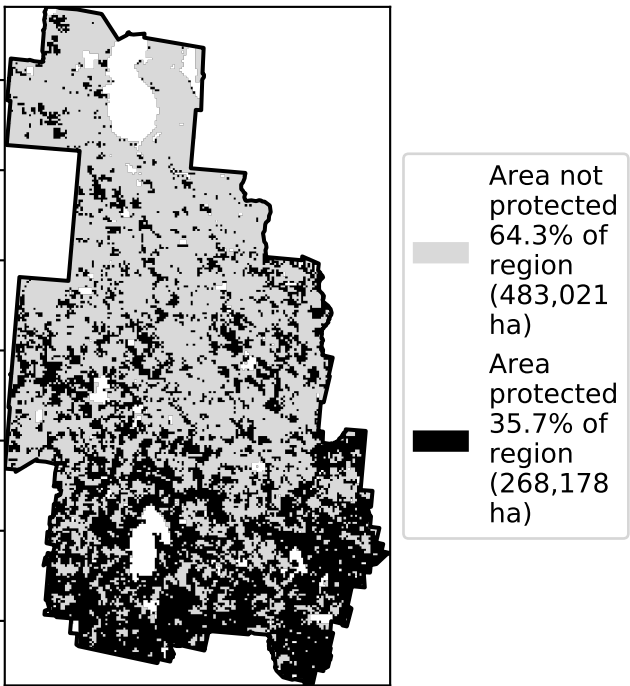 Area not
protected
64.3% of
region
(483,021
ha)
Area
protected
35.7% of
region
(268,178
ha)